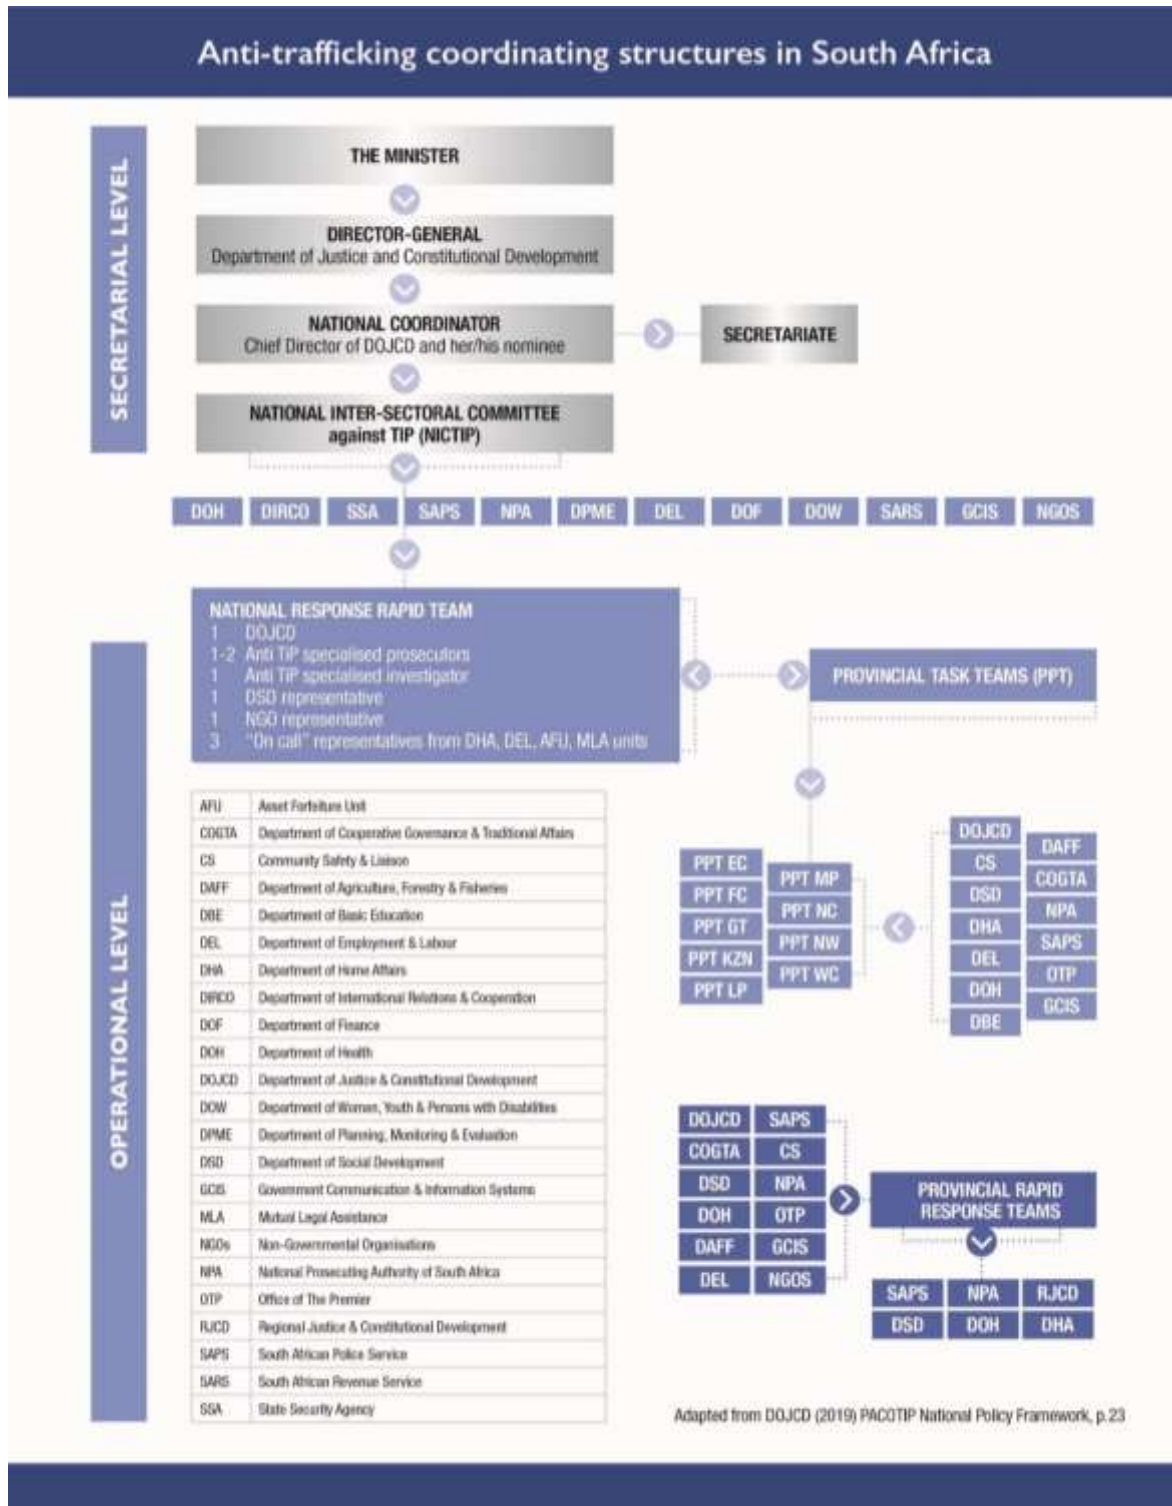 Anti-trafficking coordinating structures in South Africa
SECRETARIAL LEVEL
THE MINISTER
DIRECTOR-GENERAL
Department of Justice and Constitutional Development
NATIONAL COORDINATOR
Chief Director of DOJCD and her/his nominee
SECRETARIATE
NATIONAL INTER-SECTORAL COMMITTEE
against TIP (NICTIP)
DOH DIRCO SSA SAPS NPA DPME DEL DOF DOW SARS GCIS NGOS
OPERATIONAL LEVEL
NATIONAL RESPONSE RAPID TEAM
1 DOJCD
1-2 Anti TiP specialised prosecutors
1 Anti TiP specialised investigator
1 DSD representative
1 NGO representative
3 "On call" representatives from DHA, DEL, AFU, MLA units
PROVINCIAL TASK TEAMS (PPT)
AFU Asset Forfeiture Unit
COGTA Department of Cooperative Governance & Traditional Affairs
CS Community Safety & Liaison
DAFF Department of Agriculture, Forestry & Fisheries
DBE Department of Basic Education
DEL Department of Employment & Labour
DHA Department of Home Affairs
DIRCO Department of International Relations & Cooperation
DOF Department of Finance
DOH Department of Health
DOJCD Department of Justice & Constitutional Development
DOW Department of Women, Youth & Persons with Disabilities
DPME Department of Planning, Monitoring & Evaluation
DSD Department of Social Development
GCIS Government Communication & Information Systems
MLA Mutual Legal Assistance
NGOs Non-Governmental Organisations
NPA National Prosecuting Authority of South Africa
OTP Office of The Premier
RJCD Regional Justice & Constitutional Development
SAPS South African Police Service
SARS South African Revenue Service
SSA State Security Agency
PPT EC
PPT FC
PPT GT
PPT KZN
PPT LP
PPT MP
PPT NC
PPT NW
PPT WC
DOJCD
CS
DSD
DHA
DEL
DOH
DBE
DAFF
COGTA
NPA
SAPS
OTP
GCIS
DOJCD SAPS
COGTA CS
DSD NPA
DOH OTP
DAFF GCIS
DEL NGOS
PROVINCIAL RAPID
RESPONSE TEAMS
SAPS NPA RJCD
DSD DOH DHA
Adapted from DOJCD (2019) PACOTIP National Policy Framework, p.23